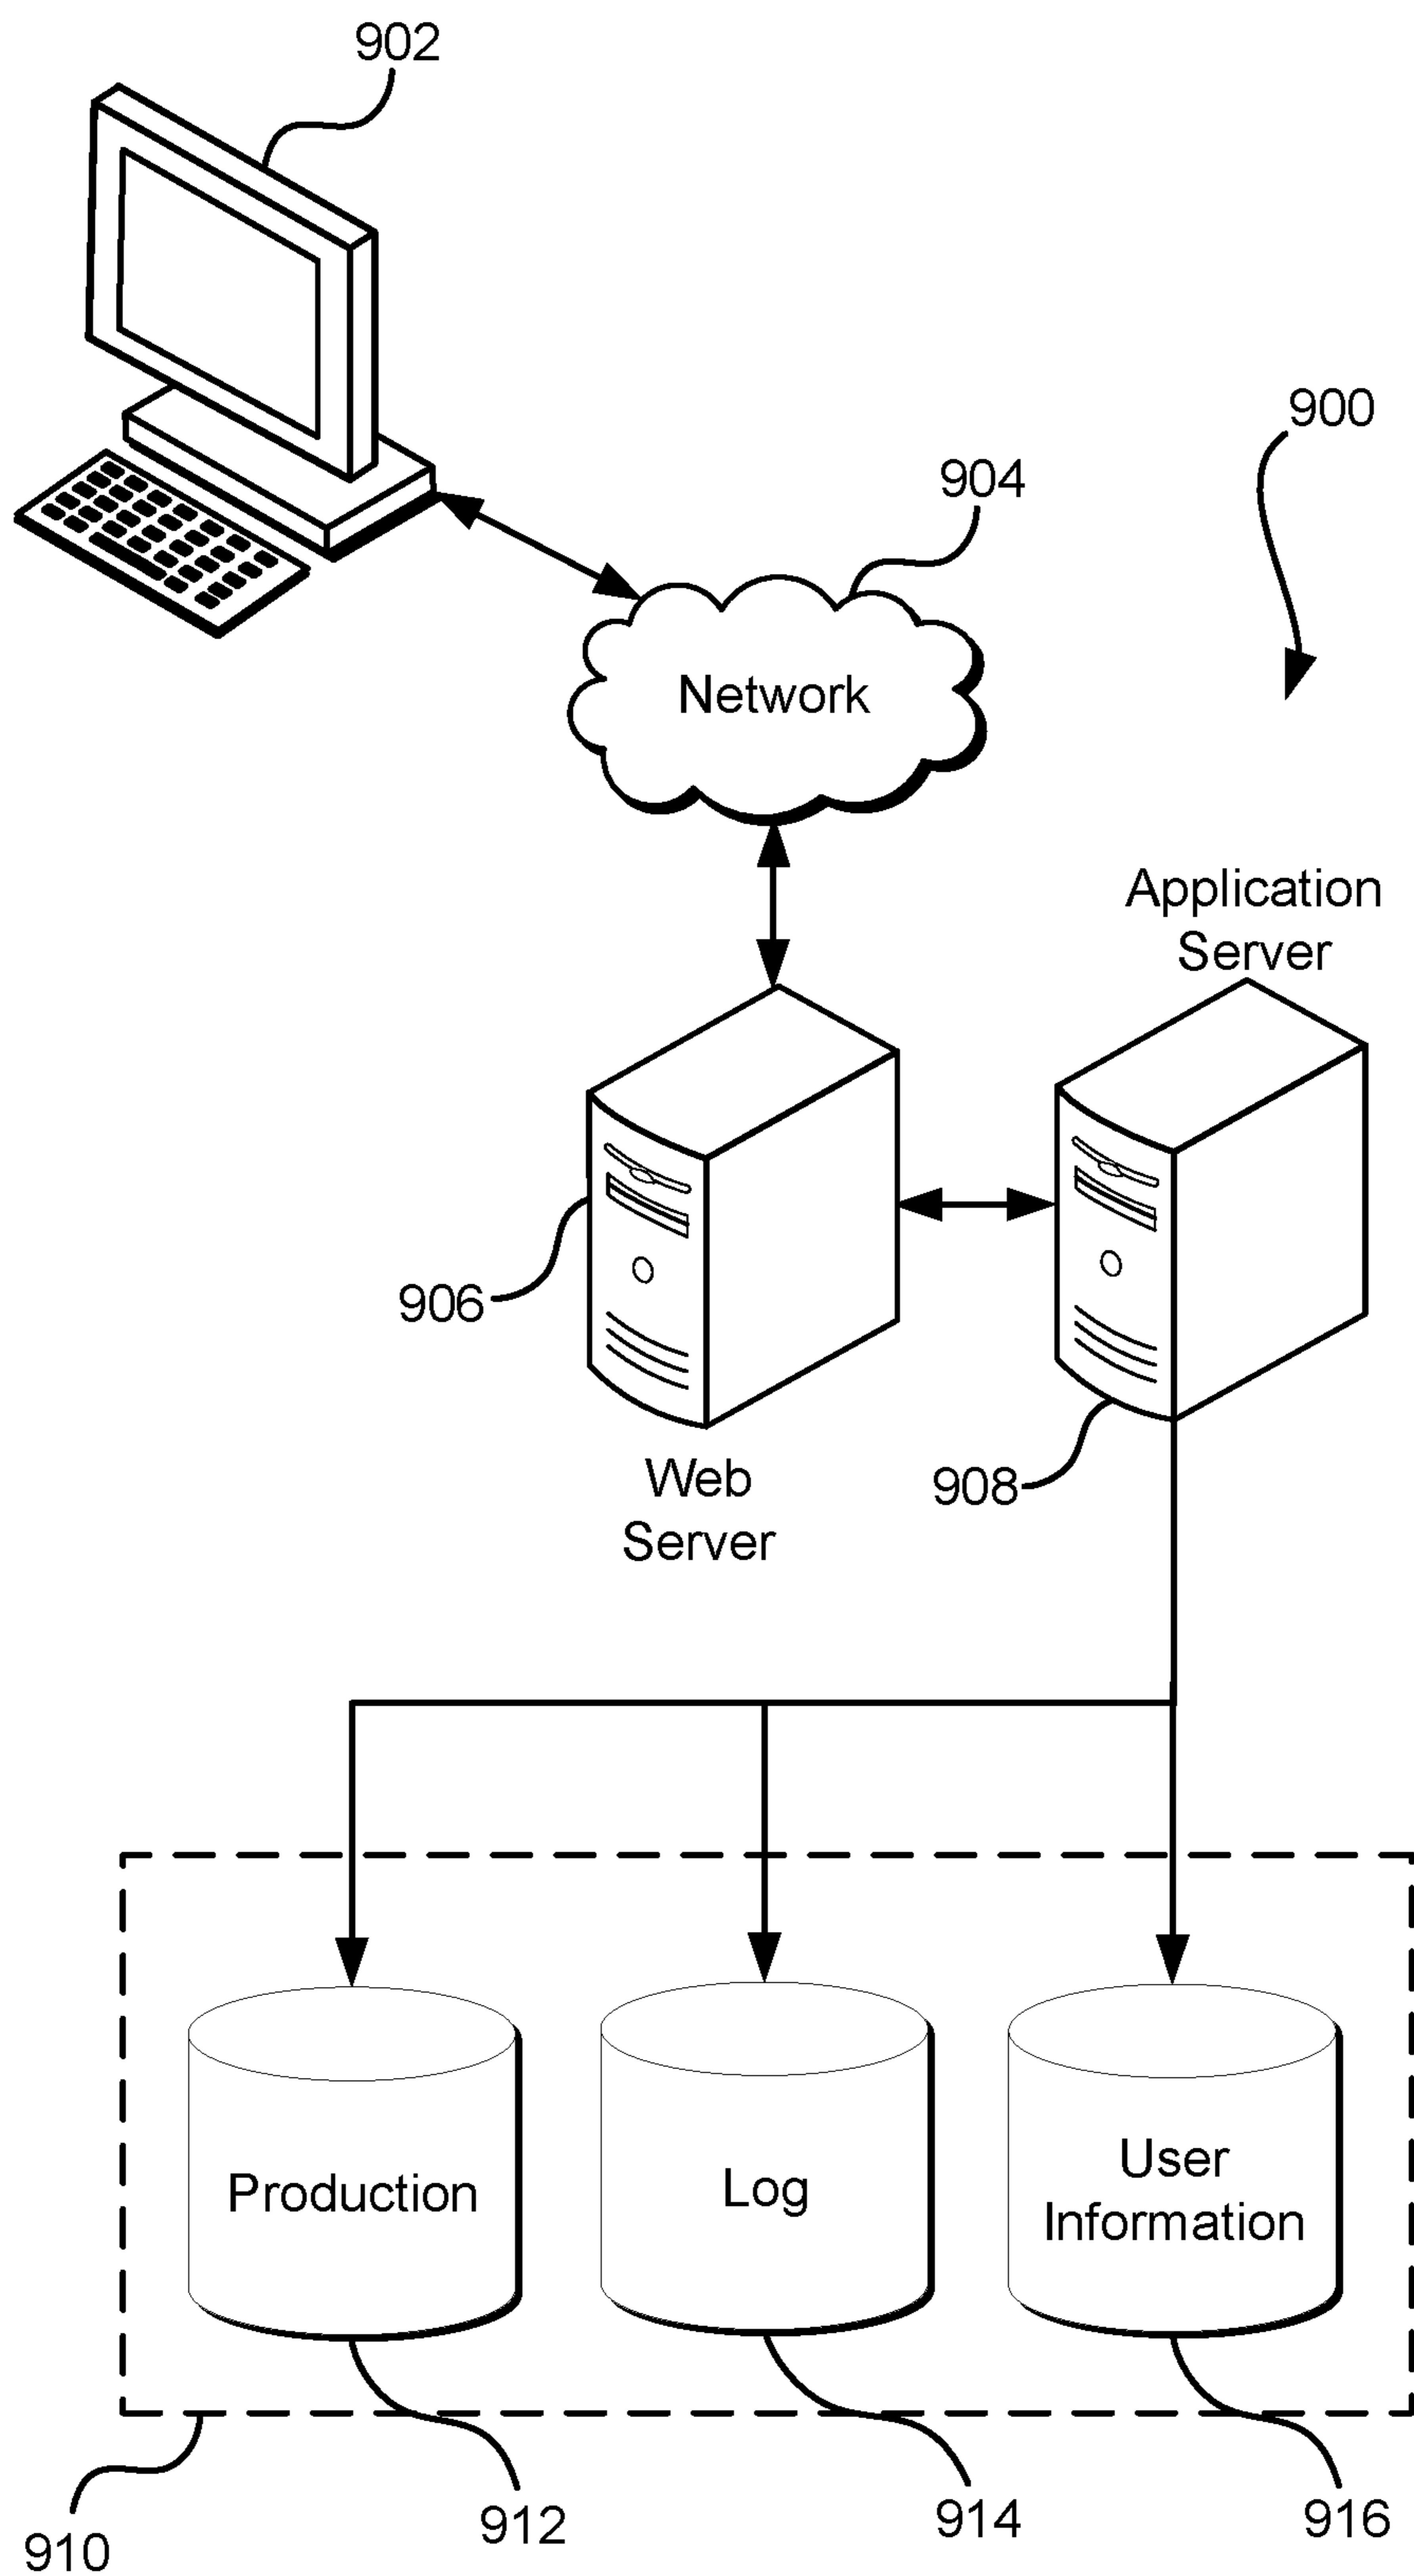 902
900
904
Network
Application
Server
906
908
Web
Server
Production
Log
User
Information
910
912
914
916